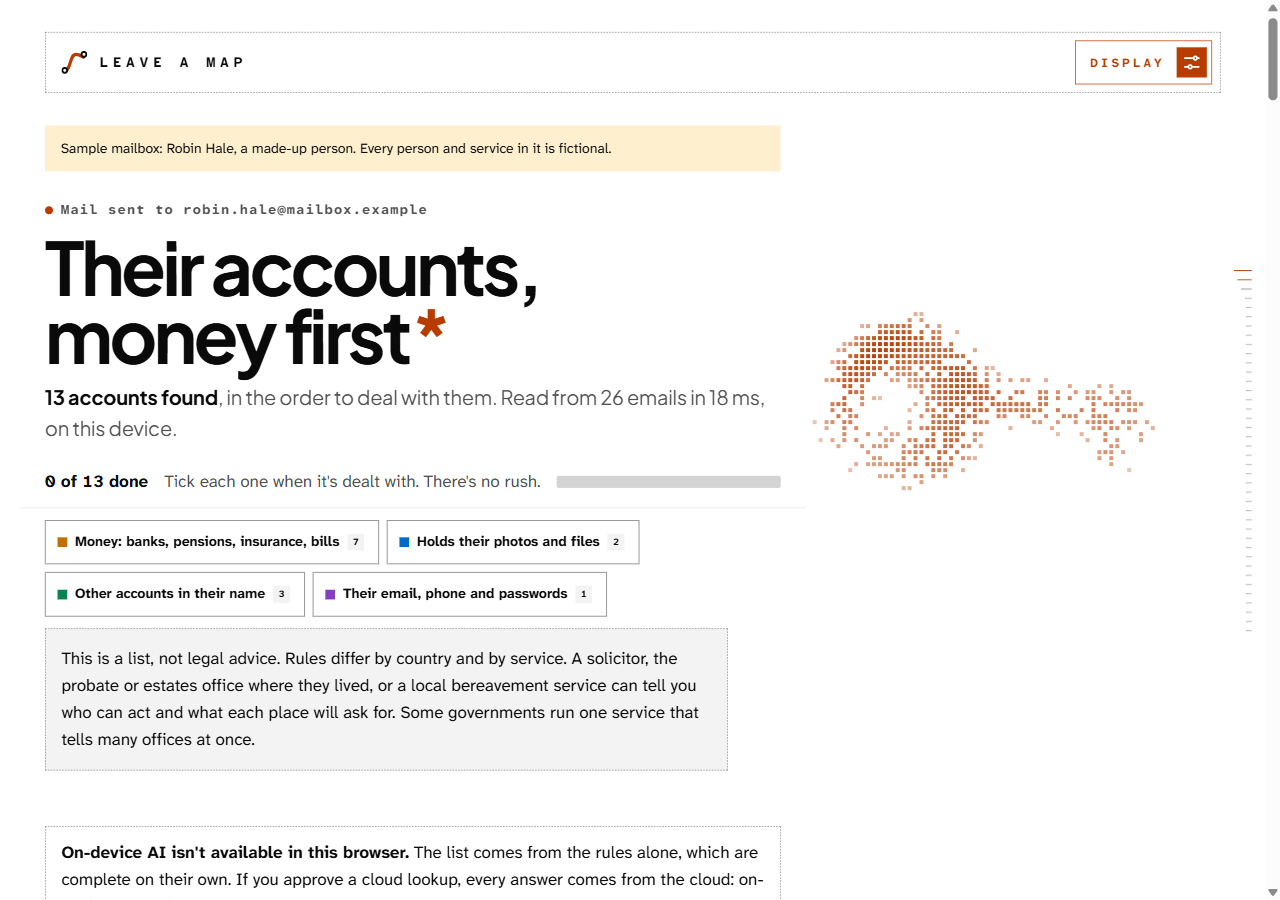 LEAVE A MAP
DISPLAY
Sample mailbox: Robin Hale, a made-up person. Every person and service in it is fictional.
Mail sent to robin.hale@mailbox.example
Their accounts,
money first*
13 accounts found, in the order to deal with them. Read from 26 emails in 18 ms,
on this device.
0 of 13 done Tick each one when it's dealt with. There's no rush.
Money: banks, pensions, insurance, bills 7 Holds their photos and files 2
Other accounts in their name 3 Their email, phone and passwords 1
This is a list, not legal advice. Rules differ by country and by service. A solicitor, the
probate or estates office where they lived, or a local bereavement service can tell you
who can act and what each place will ask for. Some governments run one service that
tells many offices at once.
On-device AI isn't available in this browser. The list comes from the rules alone, which are
complete on their own. If you approve a cloud lookup, every answer comes from the cloud: on-